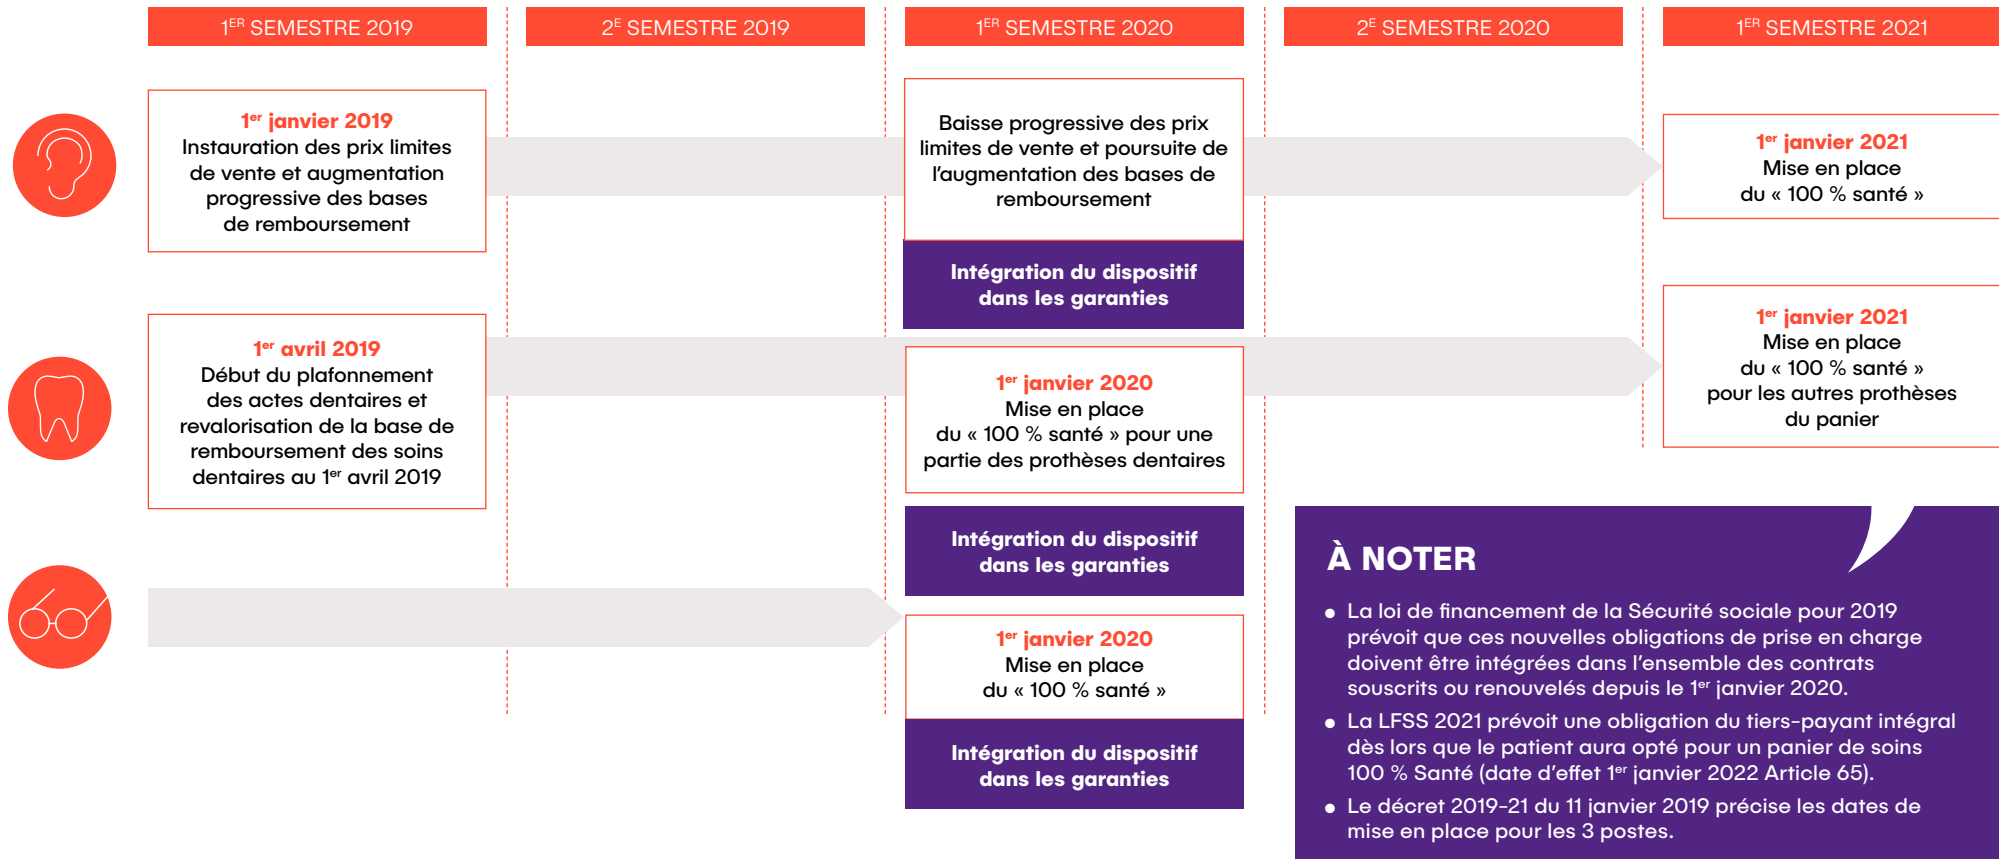 1ER SEMESTRE 2019
2E SEMESTRE 2019
1ER SEMESTRE 2020
2E SEMESTRE 2020
1ER SEMESTRE 2021
1er janvier 2019
Instauration des prix limites
de vente et augmentation
progressive des bases
de remboursement
Baisse progressive des prix
limites de vente et poursuite de
l'augmentation des bases de
remboursement
Intégration du dispositif
dans les garanties
1er janvier 2021
Mise en place
du « 100 % santé »
1er avril 2019
Début du plafonnement
des actes dentaires et
revalorisation de la base de
remboursement des soins
dentaires au 1er avril 2019
1er janvier 2020
Mise en place
du « 100 % santé » pour une
partie des prothèses dentaires
Intégration du dispositif
dans les garanties
1er janvier 2021
Mise en place
du « 100 % santé »
pour les autres prothèses
du panier
1er janvier 2020
Mise en place
du « 100 % santé »
Intégration du dispositif
dans les garanties
À NOTER
• La loi de financement de la Sécurité sociale pour 2019
prévoit que ces nouvelles obligations de prise en charge
doivent être intégrées dans l'ensemble des contrats
souscrits ou renouvelés depuis le 1er janvier 2020.
• La LFSS 2021 prévoit une obligation du tiers-payant intégral
dès lors que le patient aura opté pour un panier de soins
100 % Santé (date d'effet 1er janvier 2022 Article 65).
• Le décret 2019-21 du 11 janvier 2019 précise les dates de
mise en place pour les 3 postes.